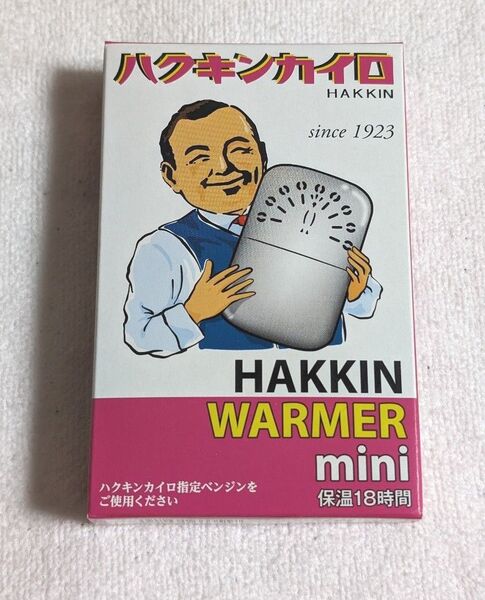 ハクキンカイロ
HAKKIN
since 1923
HAKKIN
WARMER
mini
ハクキンカイロ指定ベンジンを
ご使用ください
保温18時間